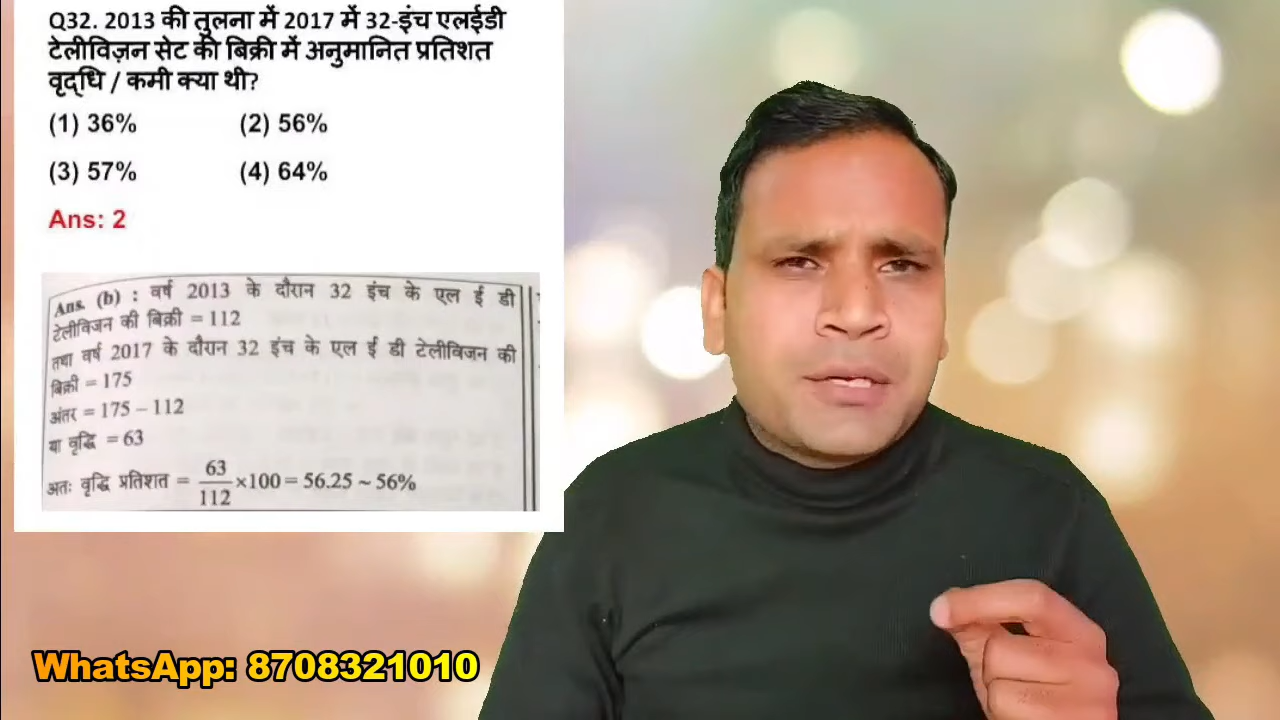 Q32. 2013 की तुलना में 2017 में 32-इंच एलईडी
टेलीविज़न सेट की बिक्री में अनुमानित प्रतिशत
वृद्धि / कमी क्या थी?
(1) 36% (2) 56%
(3) 57% (4) 64%
Ans: 2
Ans. (b) : वर्ष 2013 के दौरान 32 इंच के एल ई डी
टेलीविजन की बिक्री = 112
तथा वर्ष 2017 के दौरान 32 इंच के एल ई डी टेलीविजन की
बिक्री = 175
अंतर = 175 – 112
या वृद्धि = 63
अतः वृद्धि प्रतिशत = 63/112 ×100 = 56.25 ~ 56%
WhatsApp: 8708321010